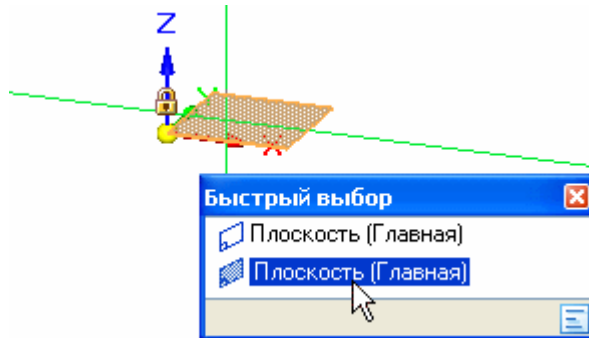 Z
Быстрый выбор
Плоскость (Главная)
Плоскость (Главная)